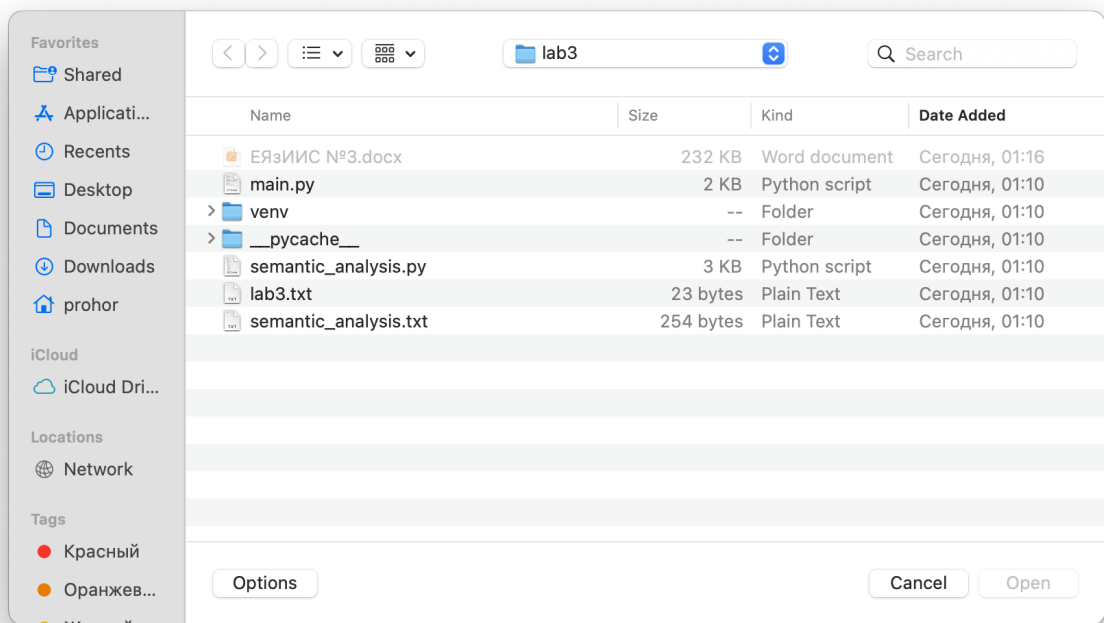 Favorites
Shared
Applicati...
Recents
Desktop
Documents
Downloads
prohor
iCloud
iCloud Dri...
Locations
Network
Tags
Красный
Оранжев...
lab3
Search
Name Size Kind Date Added
ЕЯзИИС №3.docx 232 KB Word document Сегодня, 01:16
main.py 2 KB Python script Сегодня, 01:10
venv -- Folder Сегодня, 01:10
__pycache__ -- Folder Сегодня, 01:10
semantic_analysis.py 3 KB Python script Сегодня, 01:10
lab3.txt 23 bytes Plain Text Сегодня, 01:10
semantic_analysis.txt 254 bytes Plain Text Сегодня, 01:10
Options Cancel Open